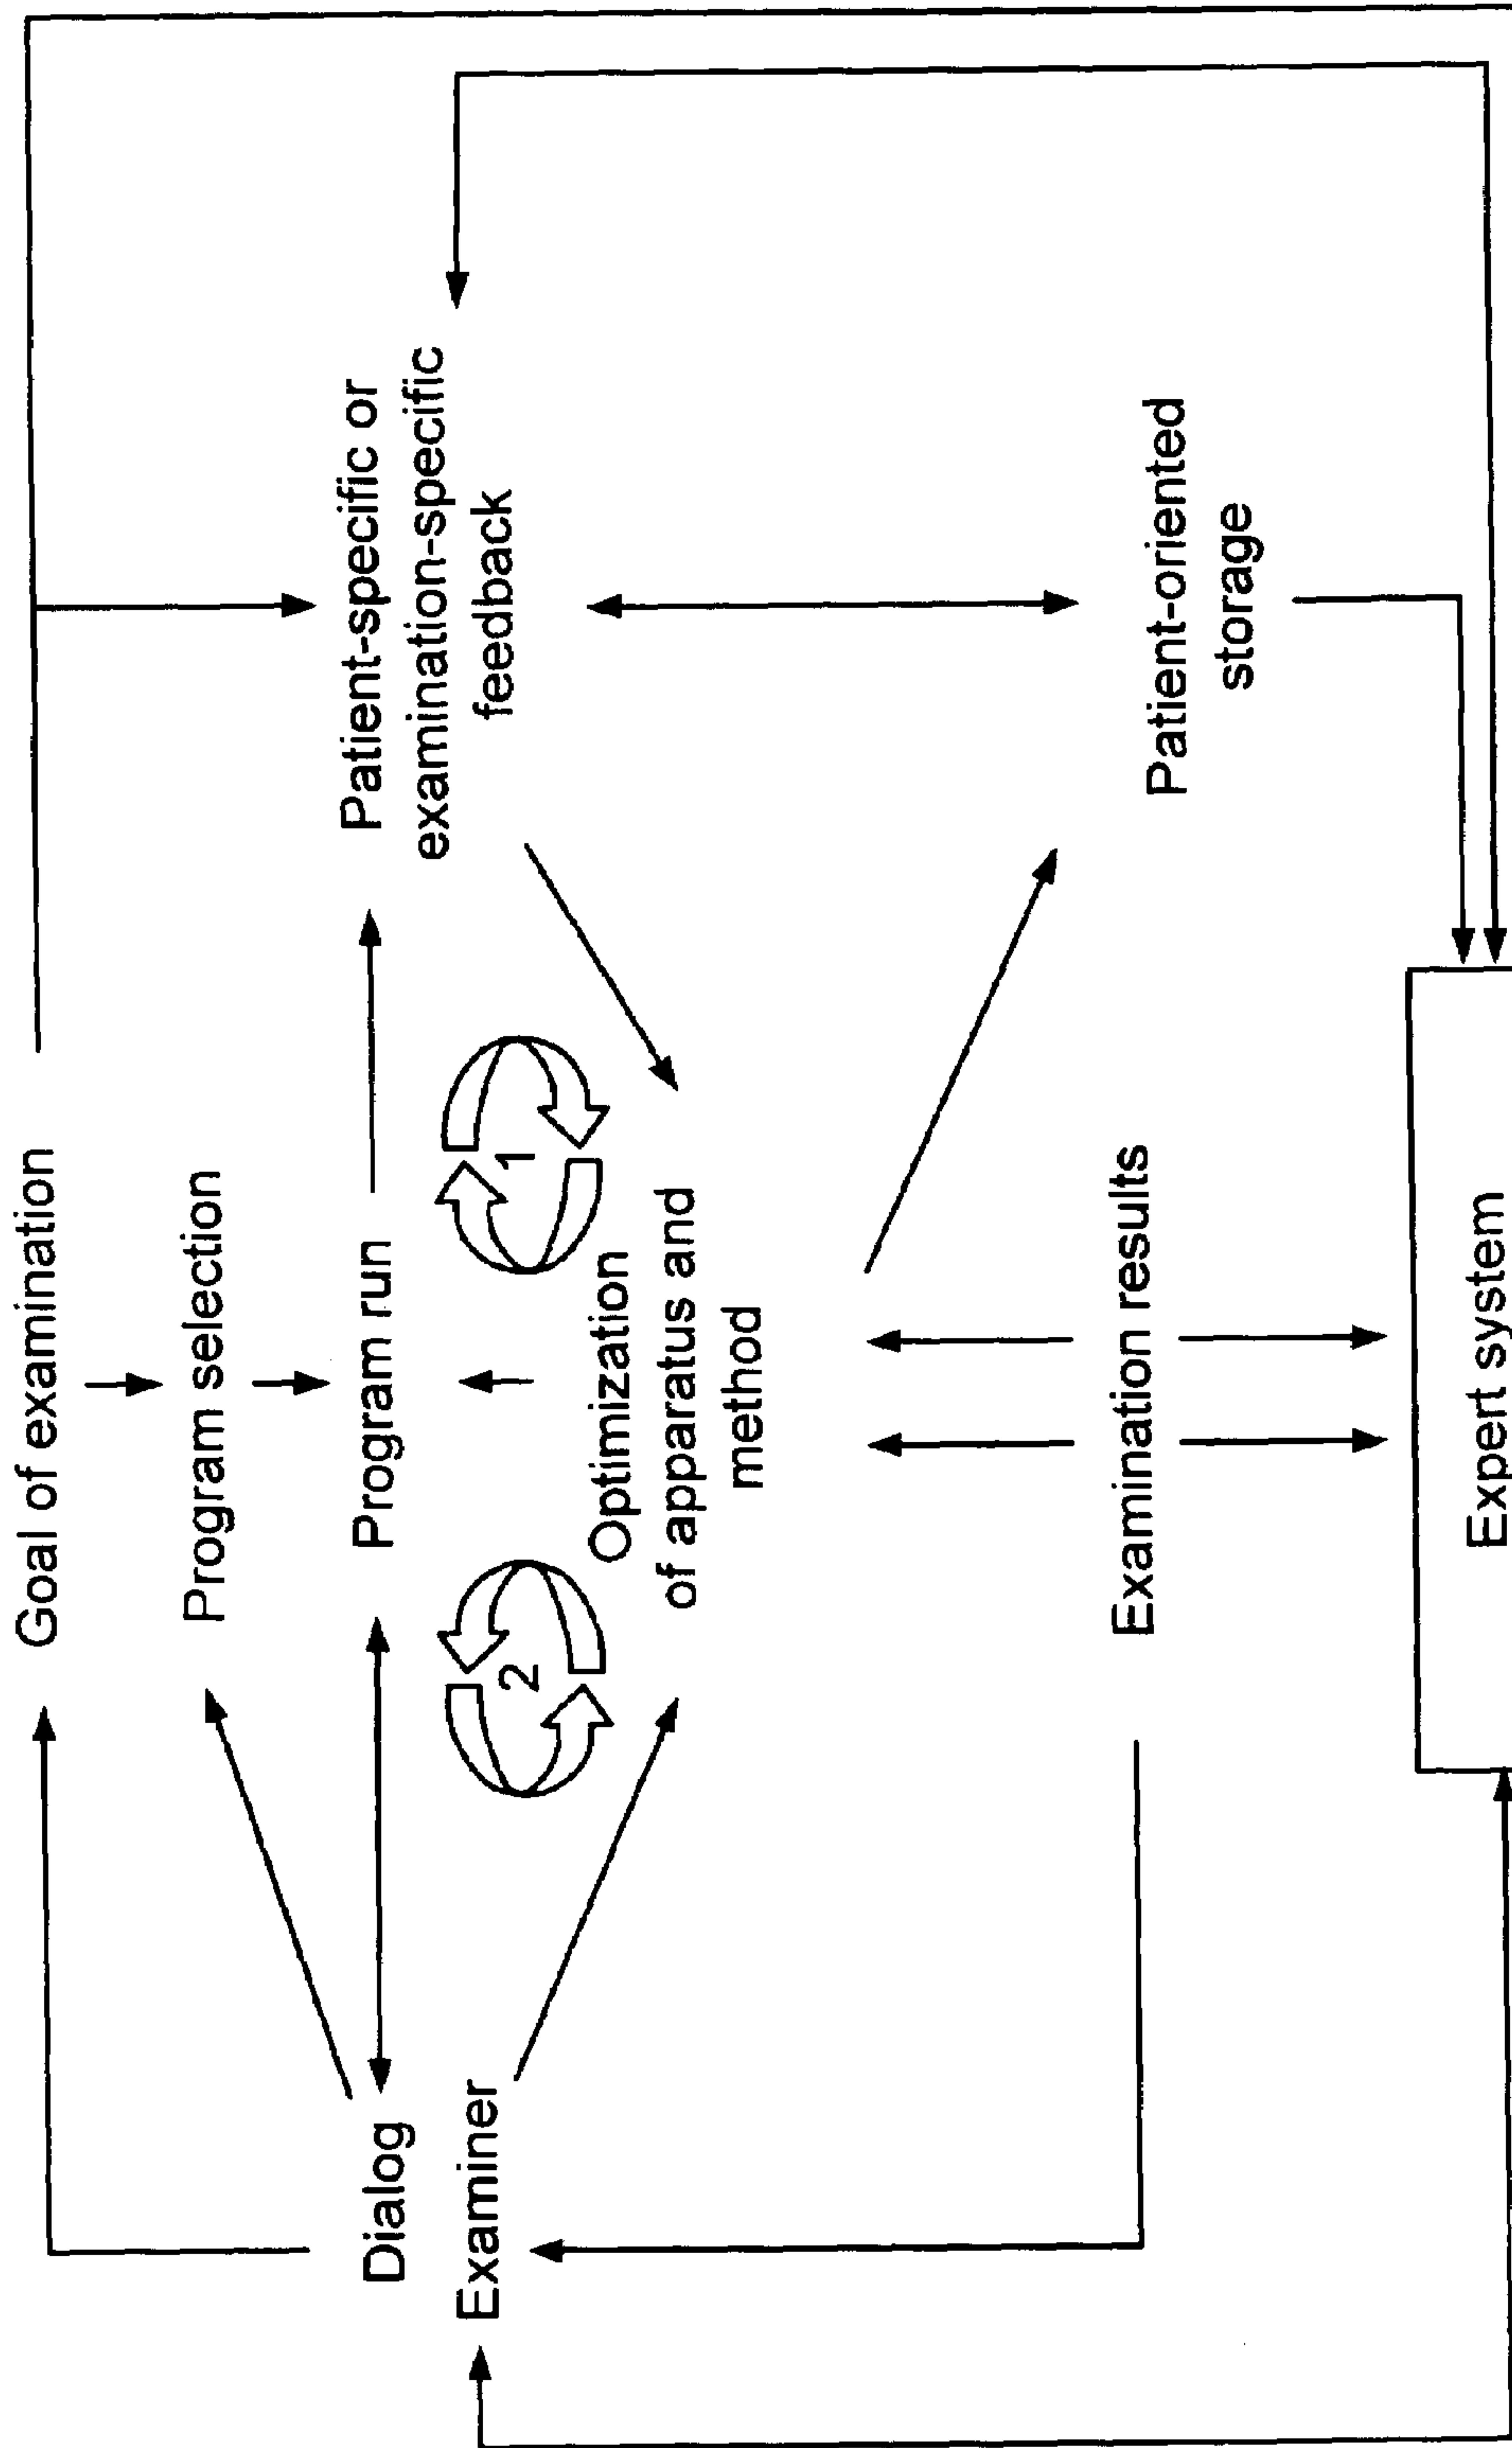 Goal of examination
Program selection
Program run
Dialog
Examiner
Patient-specific or
examination-specific
feedback
2
1
Optimization
of apparatus and
method
Examination results
Patient-oriented
storage
Expert system